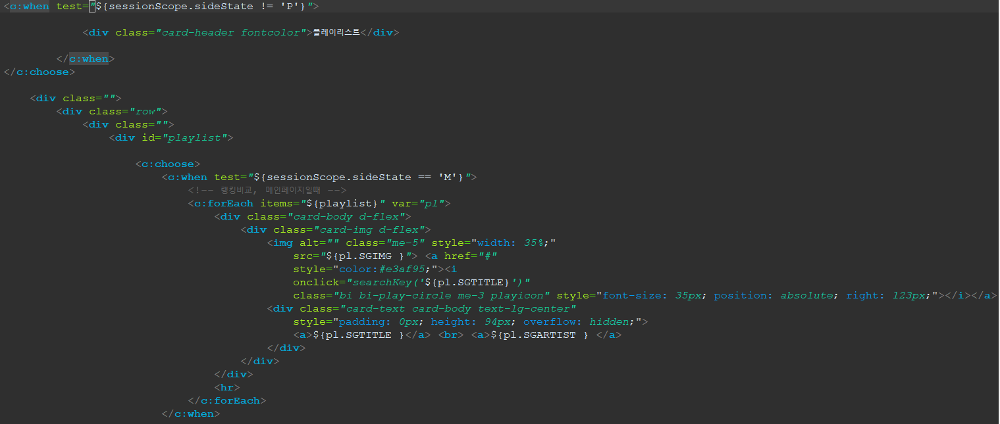 <c:when test="${sessionScope.sideState != 'P'}">
<div class="card-header fontcolor">플레이리스트</div>
</c:when>
</c:choose>
<div class="">
<div class="row">
<div class="">
<div id="playlist">
<c:choose>
<c:when test="${sessionScope.sideState == 'M'}">
<!-- 랭킹비교, 메인페이지일때 -->
<c:forEach items="${playlist}" var="pl">
<div class="card-body d-flex">
<div class="card-img d-flex">
<img alt="" class="me-5" style="width: 35%;"
src="${pl.SGIMG }"> <a href="#"
style="color:#e3af95;"><i
onclick="searchKey('${pl.SGTITLE}')"
class="bi bi-play-circle me-3 playicon" style="font-size: 35px; position: absolute; right: 123px;"></i></a>
<div class="card-text card-body text-lg-center"
style="padding: 0px; height: 94px; overflow: hidden;">
<a>${pl.SGTITLE }</a> <br> <a>${pl.SGARTIST } </a>
</div>
</div>
</div>
<hr>
</c:forEach>
</c:when>